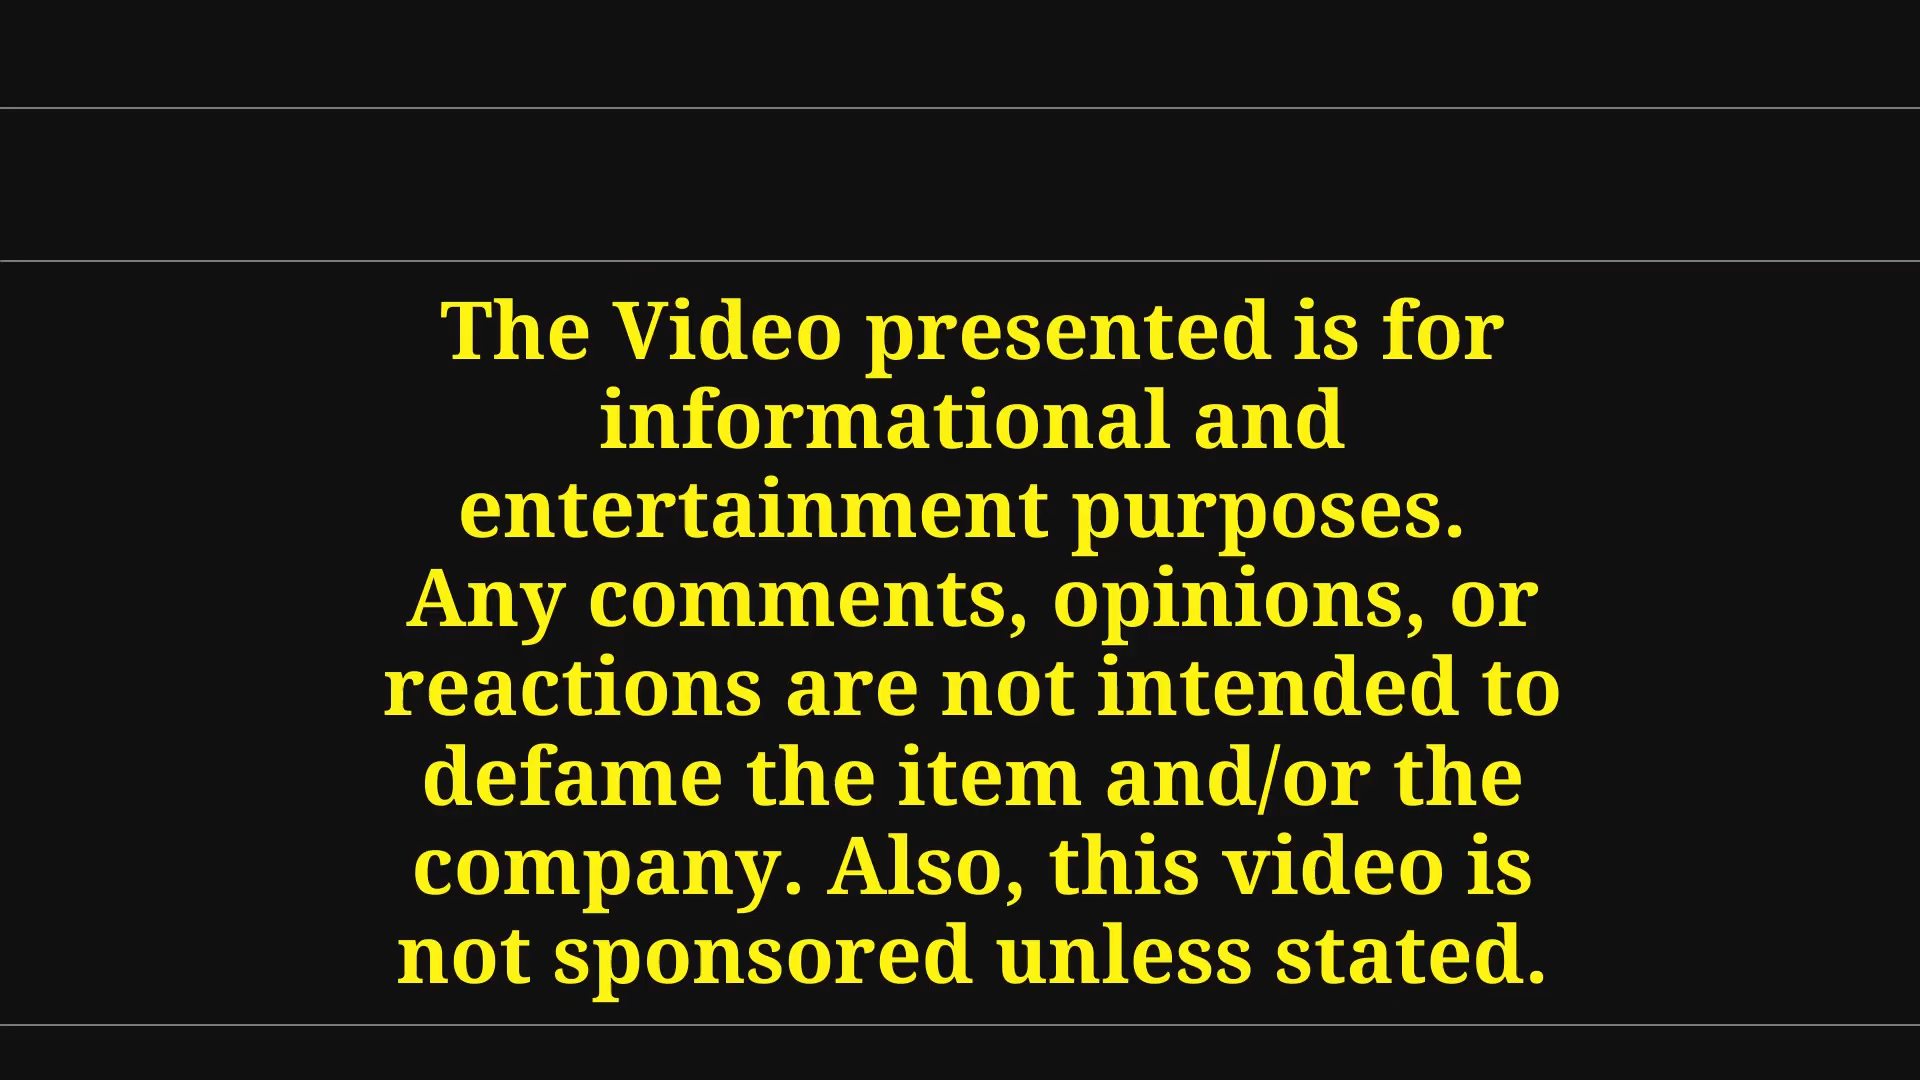 The Video presented is for
informational and
entertainment purposes.
Any comments, opinions, or
reactions are not intended to
defame the item and/or the
company. Also, this video is
not sponsored unless stated.